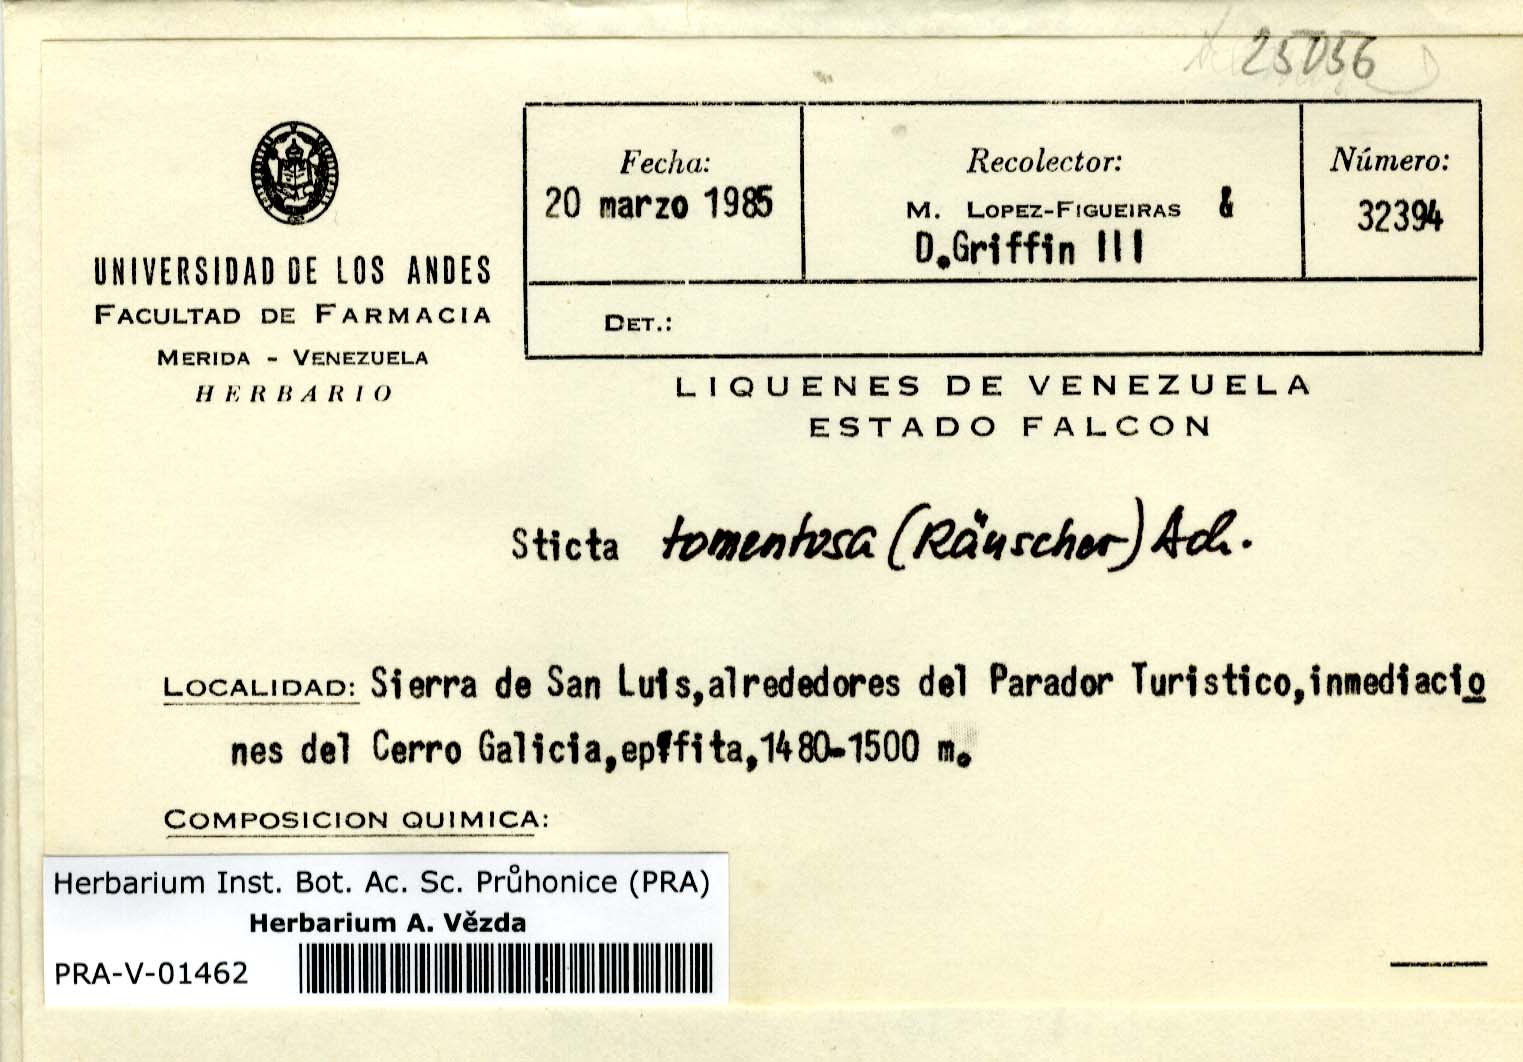 25056
Fecha:
20 marzo 1985
Recolector:
M. LOPEZ-FIGUEIRAS &
D.Griffin III
Número:
32394
DET.:
UNIVERSIDAD DE LOS ANDES
FACULTAD DE FARMACIA
MERIDA - VENEZUELA
HERBARIO
LIQUENES DE VENEZUELA
ESTADO FALCON
Sticta tomentosa (Räuscher) Ach.
LOCALIDAD: Sierra de San Luis,alrededores del Parador Turistico,inmediacio
nes del Cerro Galicia,epífita,1480-1500 m.
COMPOSICION QUIMICA:
Herbarium Inst. Bot. Ac. Sc. Průhonice (PRA)
Herbarium A. Vězda
PRA-V-01462